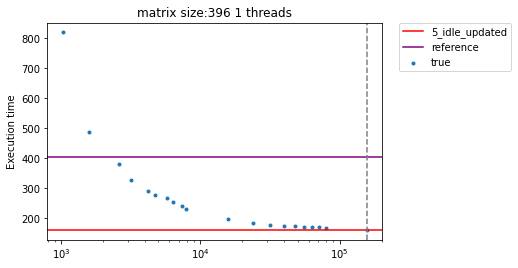 matrix size:396 1 threads
5_idle_updated
reference
true
Execution time
800
700
600
500
400
300
200
10³
10⁴
10⁵